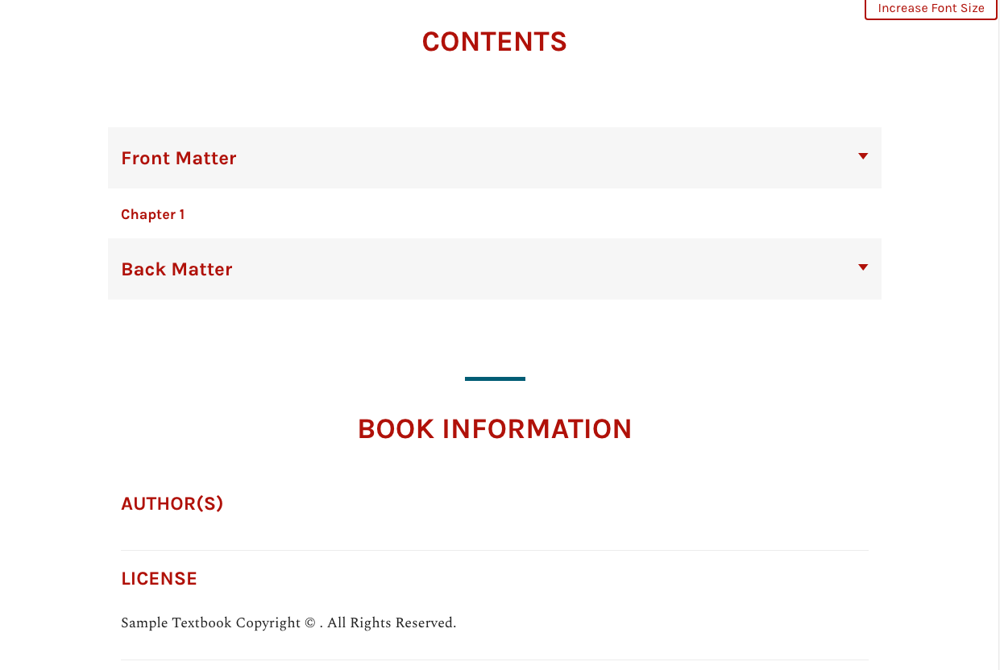 Increase Font Size
CONTENTS
Front Matter
Chapter 1
Back Matter
BOOK INFORMATION
AUTHOR(S)
LICENSE
Sample Textbook Copyright © . All Rights Reserved.